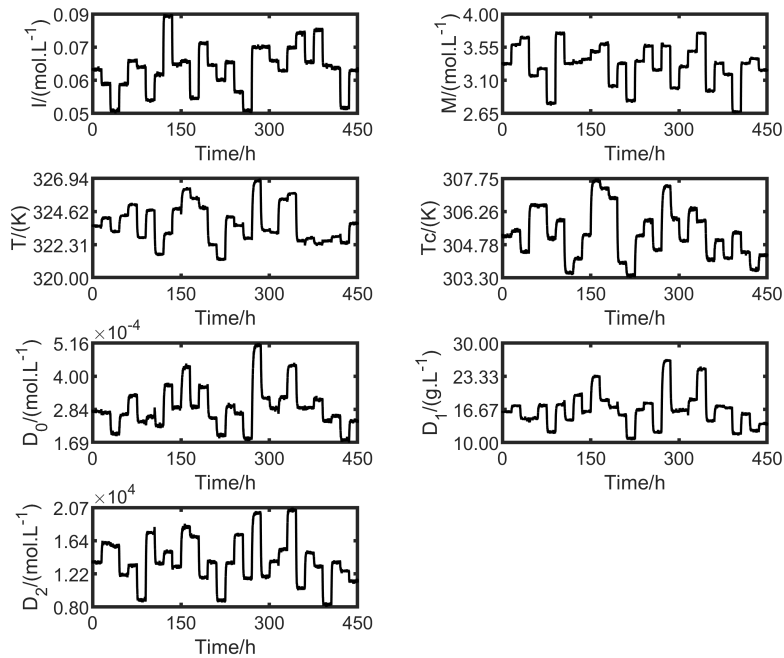 I/(mol.L⁻¹)
0.09
0.07
0.06
0.05
0 150 300 450
Time/h
M/(mol.L⁻¹)
4.00
3.55
3.10
2.65
0 150 300 450
Time/h
T/(K)
326.94
324.62
322.31
320.00
0 150 300 450
Time/h
Tc/(K)
307.75
306.26
304.78
303.30
0 150 300 450
Time/h
D₀/(mol.L⁻¹)
×10⁻⁴
5.16
4.00
2.84
1.69
0 150 300 450
Time/h
D₁/(g.L⁻¹)
30.00
23.33
16.67
10.00
0 150 300 450
Time/h
D₂/(mol.L⁻¹)
×10⁴
2.07
1.64
1.22
0.80
0 150 300 450
Time/h